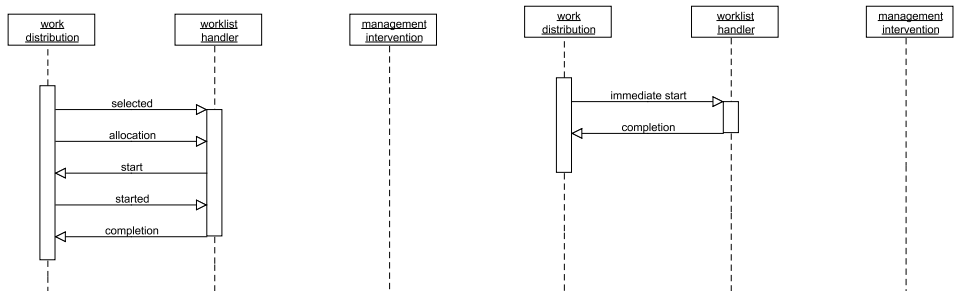 work
distribution
worklist
handler
management
intervention
selected
allocation
start
started
completion
work
distribution
worklist
handler
management
intervention
immediate start
completion